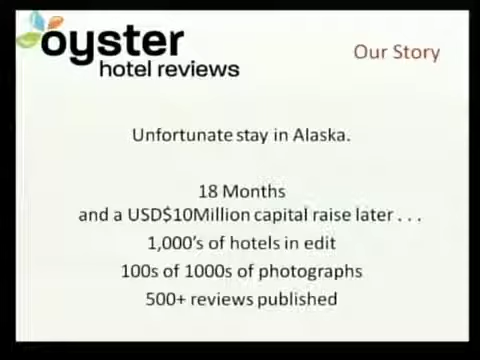 oyster
hotel reviews
Our Story
Unfortunate stay in Alaska.
18 Months
and a USD$10Million capital raise later . . .
1,000's of hotels in edit
100s of 1000s of photographs
500+ reviews published